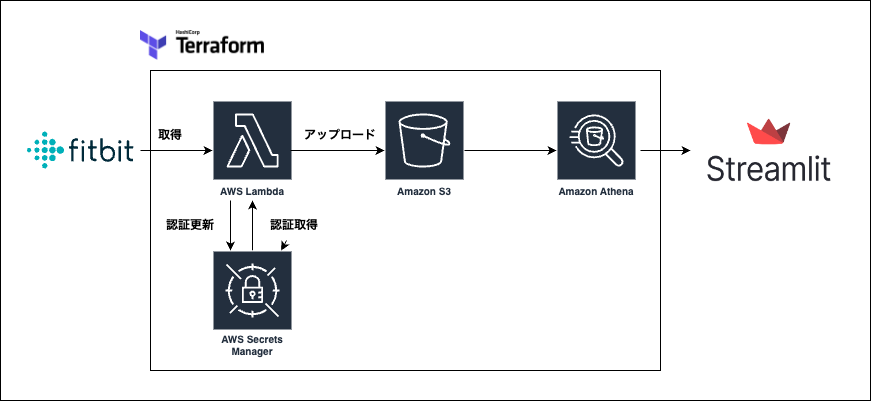 HashiCorp
Terraform
fitbit
取得
アップロード
AWS Lambda
Amazon S3
Amazon Athena
Streamlit
認証更新
認証取得
AWS Secrets
Manager